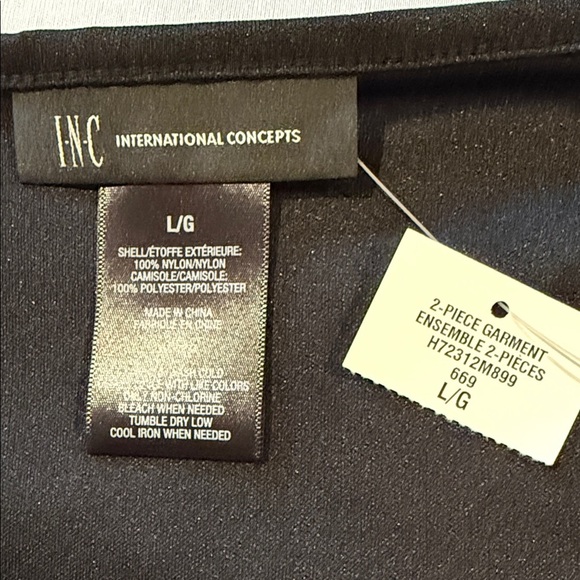 I·N·C INTERNATIONAL CONCEPTS
L/G
SHELL/ÉTOFFE EXTÉRIEURE:
100% NYLON/NYLON
CAMISOLE/CAMISOLE:
100% POLYESTER/POLYESTER
MADE IN CHINA
FABRIQUÉ EN CHINE
COLD
WITH LIKE COLORS
ONLY NON-CHLORINE
BLEACH WHEN NEEDED
TUMBLE DRY LOW
COOL IRON WHEN NEEDED
2-PIECE GARMENT
ENSEMBLE 2-PIECES
H72312M899
669
L/G